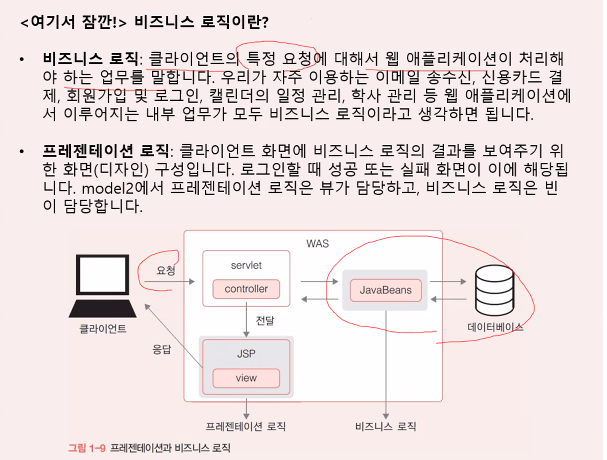 <여기서 잠깐!> 비즈니스 로직이란?
• 비즈니스 로직: 클라이언트의 특정 요청에 대해서 웹 애플리케이션이 처리해
야 하는 업무를 말합니다. 우리가 자주 이용하는 이메일 송수신, 신용카드 결
제, 회원가입 및 로그인, 캘린더의 일정 관리, 학사 관리 등 웹 애플리케이션에
서 이루어지는 내부 업무가 모두 비즈니스 로직이라고 생각하면 됩니다.
• 프레젠테이션 로직: 클라이언트 화면에 비즈니스 로직의 결과를 보여주기 위
한 화면(디자인) 구성입니다. 로그인할 때 성공 또는 실패 화면이 이에 해당됩
니다. model2에서 프레젠테이션 로직은 뷰가 담당하고, 비즈니스 로직은 빈
이 담당합니다.
WAS
요청
servlet
controller
JavaBeans
클라이언트
전달
데이터베이스
응답
JSP
view
프레젠테이션 로직
비즈니스 로직
그림 1-9 프레젠테이션과 비즈니스 로직